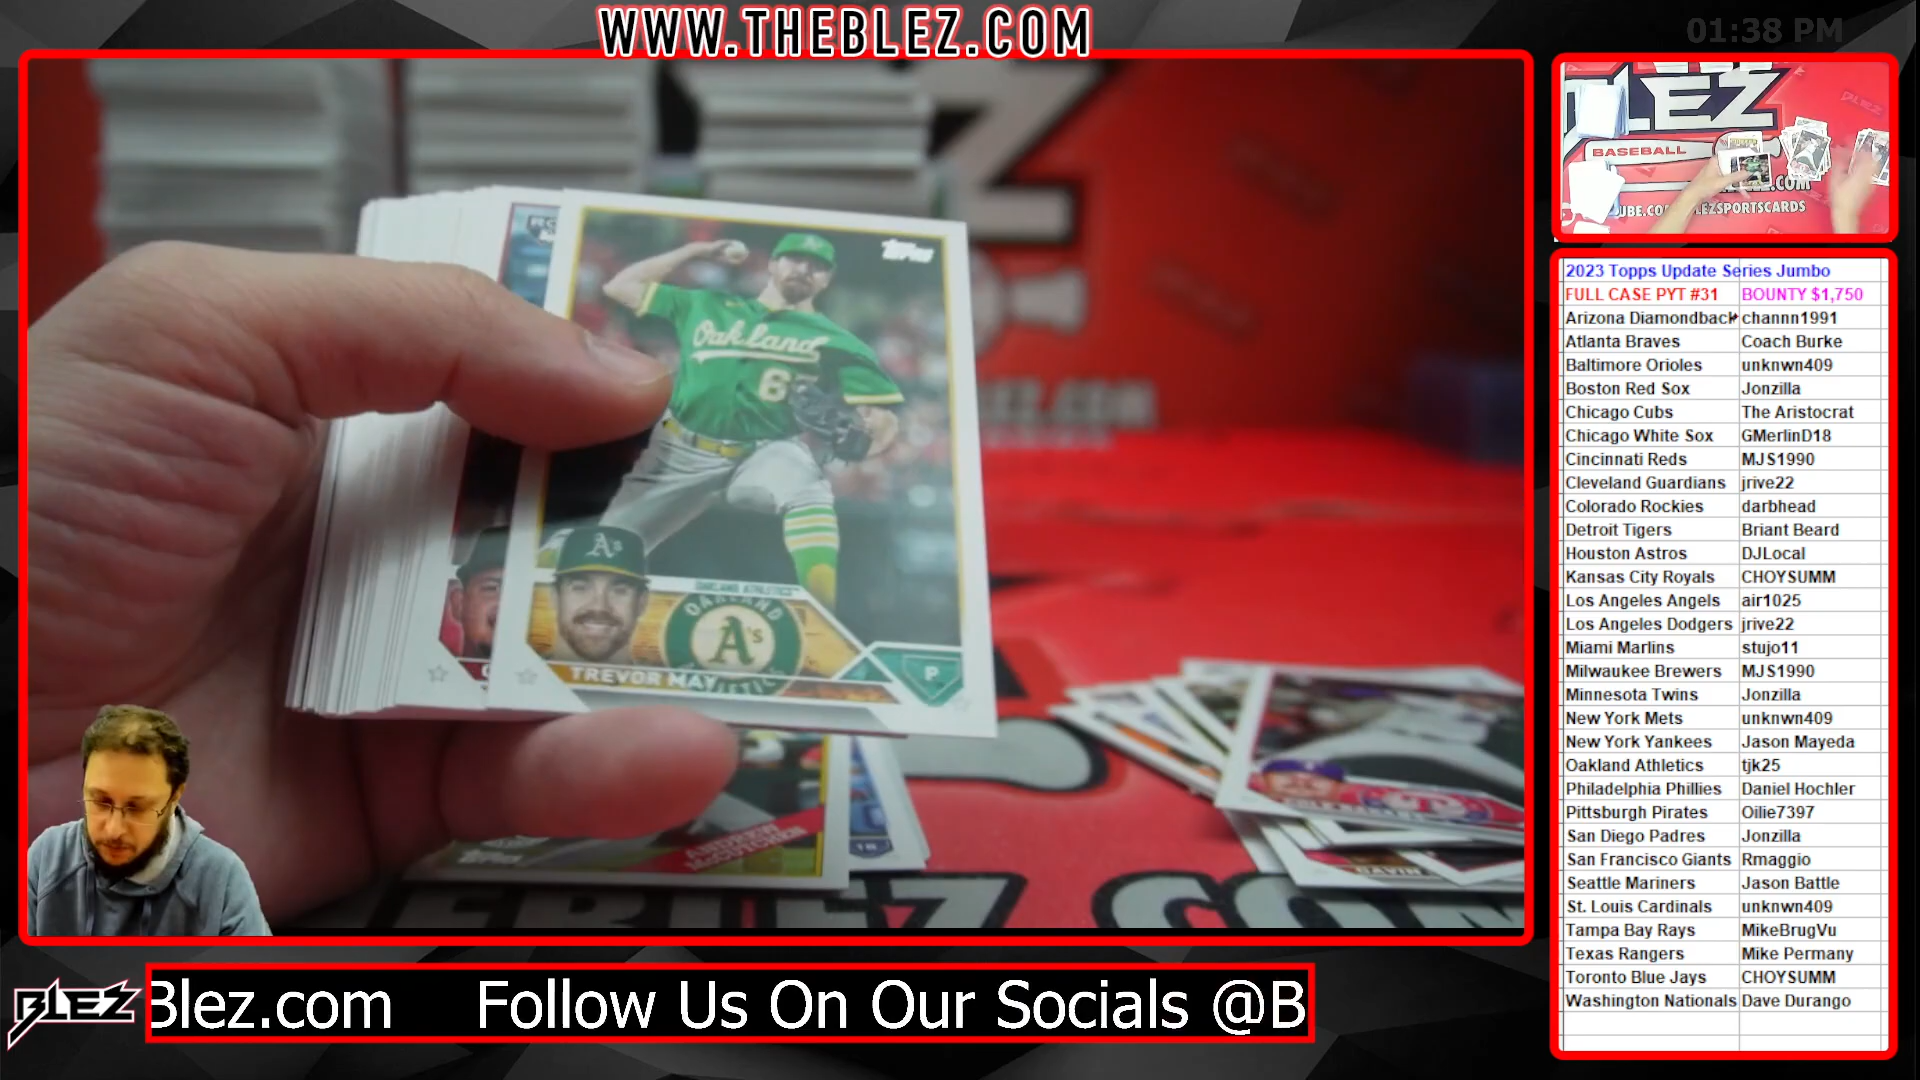 WWW.THEBLEZ.COM
01:38 PM
BLEZ
BASEBALL
Topps
Oakland
A's
OAKLAND ATHLETICS
A's
TREVOR MAY
P
ANDREW
McCUTCHEN
Topps
2023 Topps Update Series Jumbo
FULL CASE PYT #31 BOUNTY $1,750
Arizona Diamondback channn1991
Atlanta Braves Coach Burke
Baltimore Orioles unknwn409
Boston Red Sox Jonzilla
Chicago Cubs The Aristocrat
Chicago White Sox GMerlinD18
Cincinnati Reds MJS1990
Cleveland Guardians jrive22
Colorado Rockies darbhead
Detroit Tigers Briant Beard
Houston Astros DJLocal
Kansas City Royals CHOYSUMM
Los Angeles Angels air1025
Los Angeles Dodgers jrive22
Miami Marlins stujo11
Milwaukee Brewers MJS1990
Minnesota Twins Jonzilla
New York Mets unknwn409
New York Yankees Jason Mayeda
Oakland Athletics tjk25
Philadelphia Phillies Daniel Hochler
Pittsburgh Pirates Oilie7397
San Diego Padres Jonzilla
San Francisco Giants Rmaggio
Seattle Mariners Jason Battle
St. Louis Cardinals unknwn409
Tampa Bay Rays MikeBrugVu
Texas Rangers Mike Permany
Toronto Blue Jays CHOYSUMM
Washington Nationals Dave Durango
BLEZ
Blez.com Follow Us On Our Socials @B